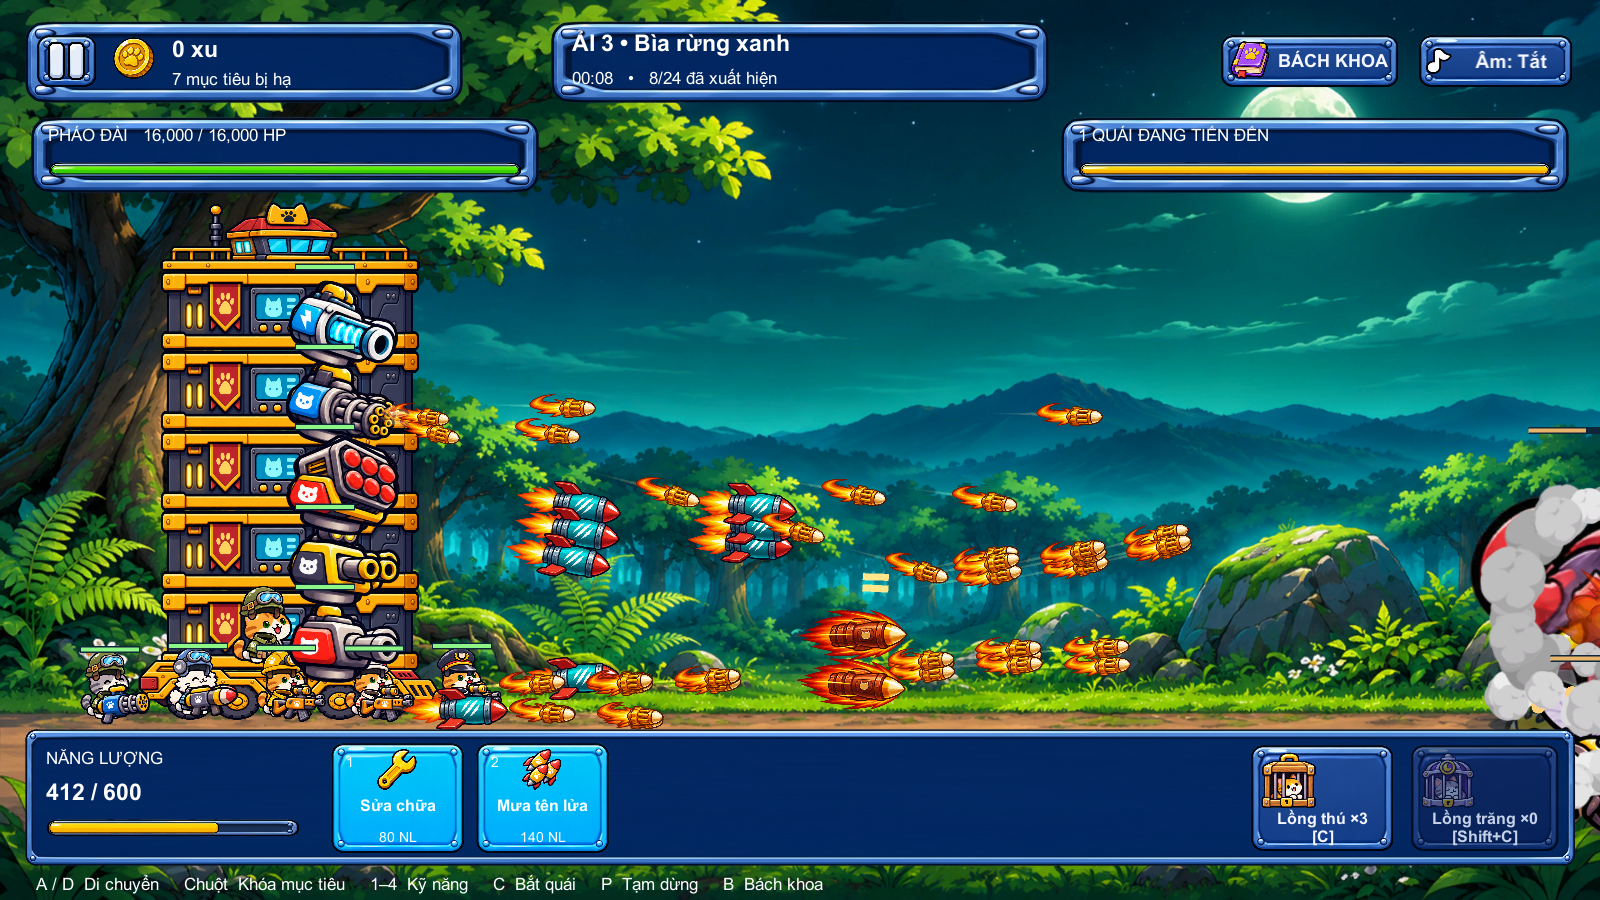 0 xu
7 mục tiêu bị hạ
ẢI 3 • Bìa rừng xanh
00:08 • 8/24 đã xuất hiện
BÁCH KHOA
Âm: Tắt
PHÁO ĐÀI 16,000 / 16,000 HP
1 QUÁI ĐANG TIẾN ĐẾN
NĂNG LƯỢNG
412 / 600
1
Sửa chữa
80 NL
2
Mưa tên lửa
140 NL
Lồng thú ×3
[C]
Lồng trăng ×0
[Shift+C]
A / D Di chuyển Chuột Khóa mục tiêu 1–4 Kỹ năng C Bắt quái P Tạm dừng B Bách khoa